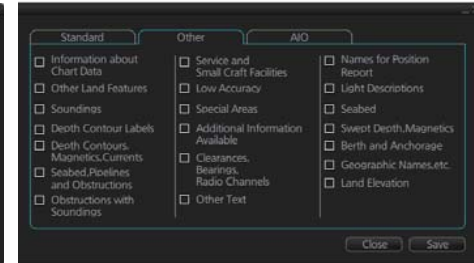 Standard
Other
AIO
Information about
Chart Data
Other Land Features
Soundings
Depth Contour Labels
Depth Contours,
Magnetics,Currents
Seabed,Pipelines
and Obstructions
Obstructions with
Soundings
Service and
Small Craft Facilities
Low Accuracy
Special Areas
Additional Information
Available
Clearances,
Bearings,
Radio Channels
Other Text
Names for Position
Report
Light Descriptions
Seabed
Swept Depth,Magnetics
Berth and Anchorage
Geographic Names,etc.
Land Elevation
Close
Save